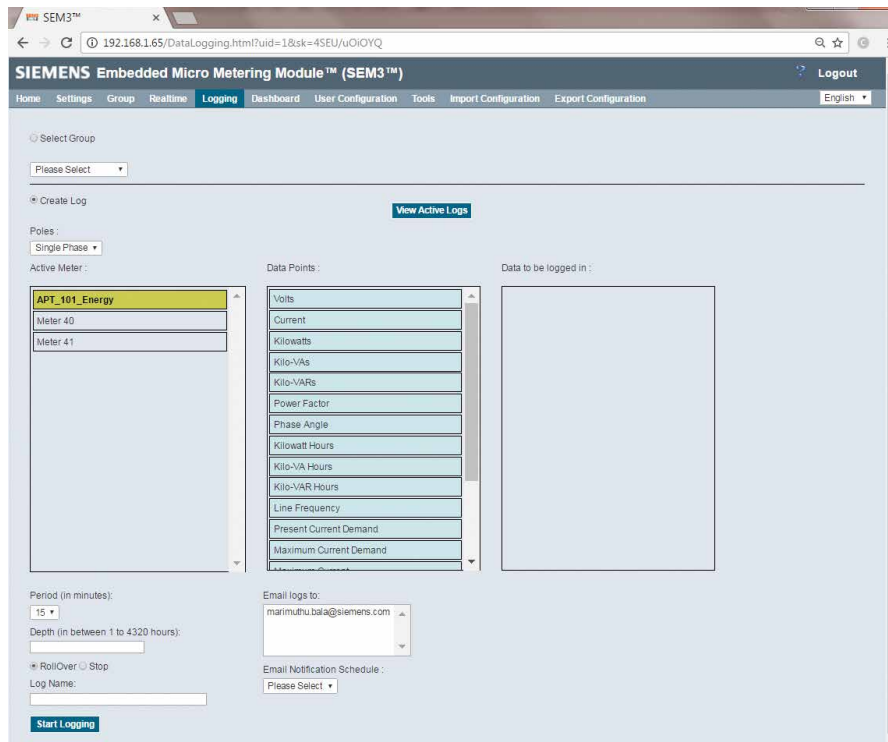 SEM3™
192.168.1.65/DataLogging.html?uid=1&sk=4SEU/uOiOYQ
SIEMENS Embedded Micro Metering Module™ (SEM3™)
? Logout
Home Settings Group Realtime Logging Dashboard User Configuration Tools Import Configuration Export Configuration English
Select Group
Please Select
Create Log
View Active Logs
Poles :
Single Phase
Active Meter : Data Points : Data to be logged in :
APT_101_Energy
Meter 40
Meter 41
Volts
Current
Kilowatts
Kilo-VAs
Kilo-VARs
Power Factor
Phase Angle
Kilowatt Hours
Kilo-VA Hours
Kilo-VAR Hours
Line Frequency
Present Current Demand
Maximum Current Demand
Maximum Current
Period (in minutes):
15
Depth (in between 1 to 4320 hours):
RollOver Stop
Log Name:
Start Logging
Email logs to:
marimuthu.bala@siemens.com
Email Notification Schedule :
Please Select